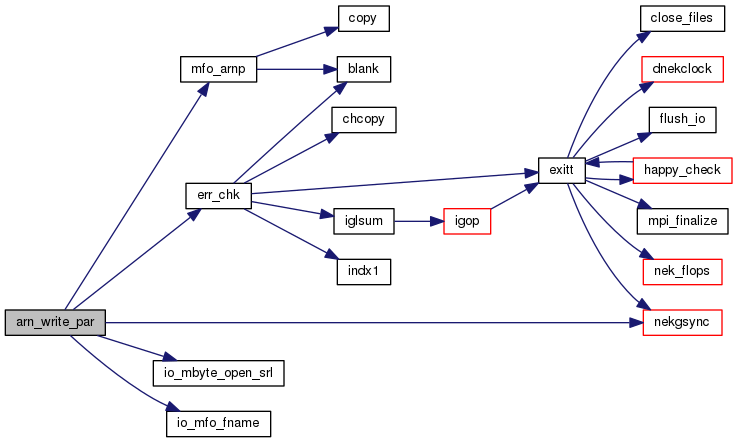 copy
close_files
mfo_arnp
blank
dnekclock
chcopy
flush_io
exitt
happy_check
err_chk
iglsum
igop
mpi_finalize
indx1
nek_flops
arn_write_par
nekgsync
io_mbyte_open_srl
io_mfo_fname